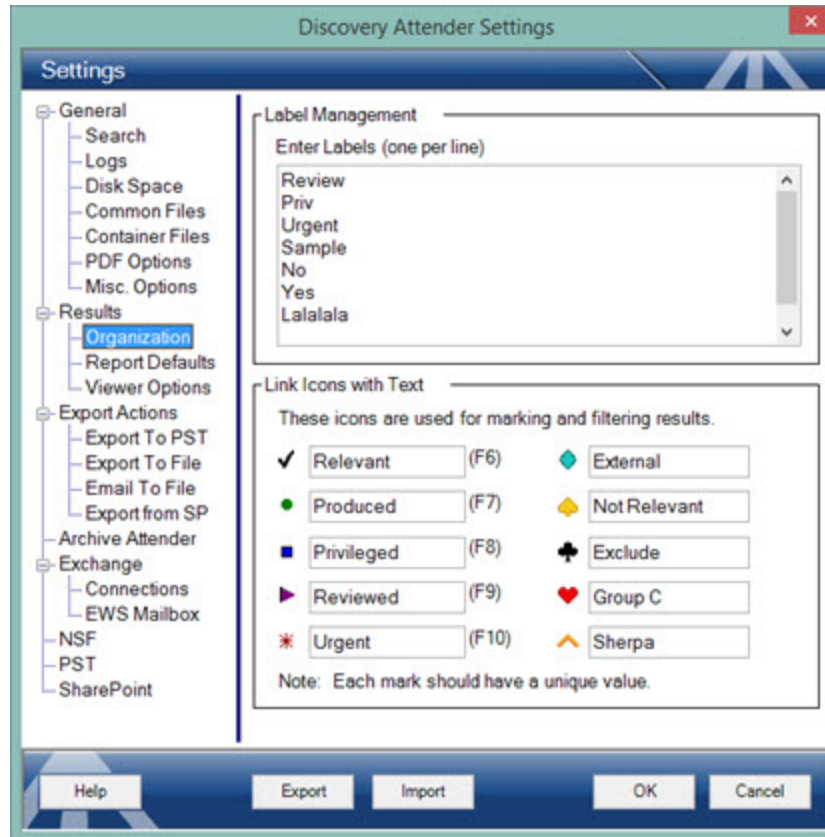 Discovery Attender Settings
Settings
General
Search
Logs
Disk Space
Common Files
Container Files
PDF Options
Misc. Options
Results
Organization
Report Defaults
Viewer Options
Export Actions
Export To PST
Export To File
Email To File
Export from SP
Archive Attender
Exchange
Connections
EWS Mailbox
NSF
PST
SharePoint
Label Management
Enter Labels (one per line)
Review
Priv
Urgent
Sample
No
Yes
Lalalala
Link Icons with Text
These icons are used for marking and filtering results.
Relevant (F6) External
Produced (F7) Not Relevant
Privileged (F8) Exclude
Reviewed (F9) Group C
Urgent (F10) Sherpa
Note: Each mark should have a unique value.
Help Export Import OK Cancel